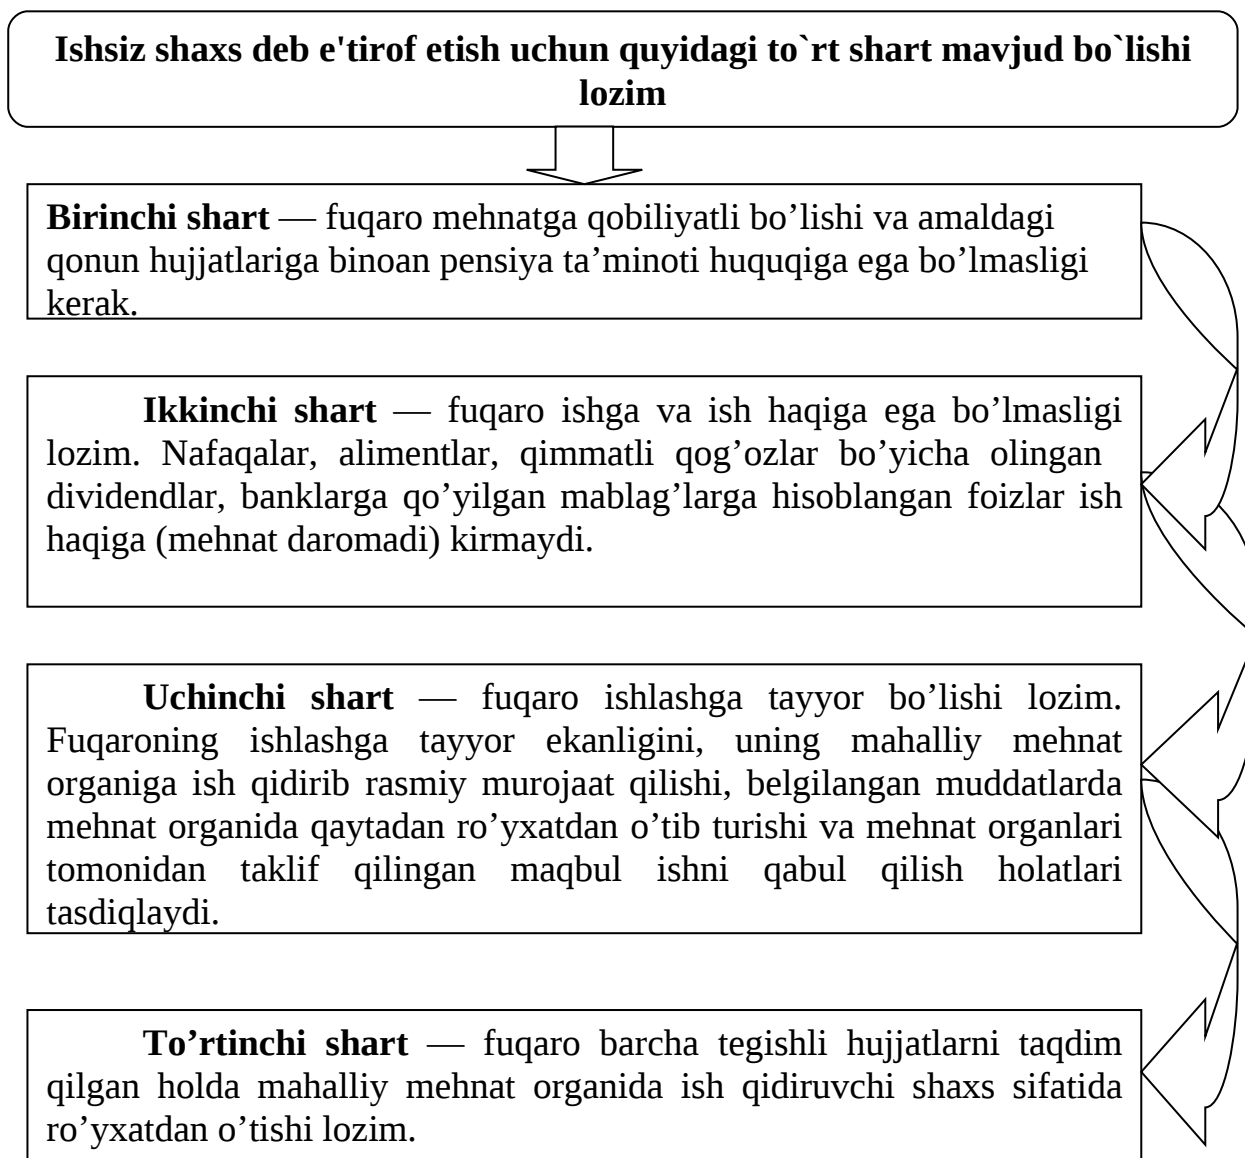 Ishsiz shaxs deb e'tirof etish uchun quyidagi to`rt shart mavjud bo`lishi
lozim
Birinchi shart — fuqaro mehnatga qobiliyatli bo’lishi va amaldagi
qonun hujjatlariga binoan pensiya ta’minoti huquqiga ega bo’lmasligi
kerak.
Ikkinchi shart — fuqaro ishga va ish haqiga ega bo’lmasligi
lozim. Nafaqalar, alimentlar, qimmatli qog’ozlar bo’yicha olingan
dividendlar, banklarga qo’yilgan mablag’larga hisoblangan foizlar ish
haqiga (mehnat daromadi) kirmaydi.
Uchinchi shart — fuqaro ishlashga tayyor bo’lishi lozim.
Fuqaroning ishlashga tayyor ekanligini, uning mahalliy mehnat
organiga ish qidirib rasmiy murojaat qilishi, belgilangan muddatlarda
mehnat organida qaytadan ro’yxatdan o’tib turishi va mehnat organlari
tomonidan taklif qilingan maqbul ishni qabul qilish holatlari
tasdiqlaydi.
To’rtinchi shart — fuqaro barcha tegishli hujjatlarni taqdim
qilgan holda mahalliy mehnat organida ish qidiruvchi shaxs sifatida
ro’yxatdan o’tishi lozim.